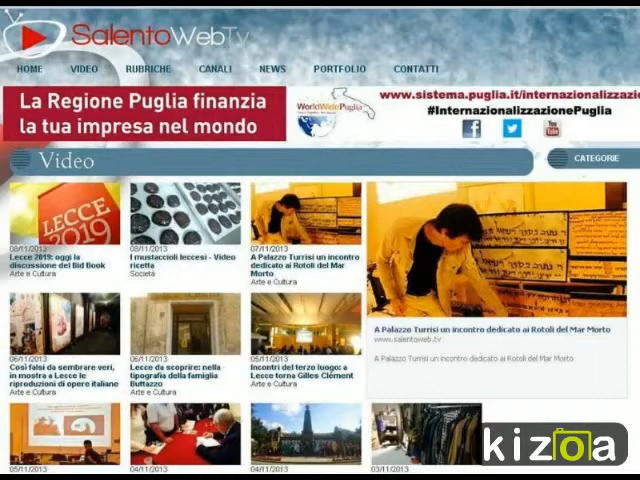 SalentoWebTv
HOME VIDEO RUBRICHE CANALI NEWS PORTFOLIO CONTATTI
La Regione Puglia finanzia
la tua impresa nel mondo
WorldWidePuglia
www.sistema.puglia.it/internazionalizzazio
#InternazionalizzazionePuglia
You
Tube
Video
CATEGORIE
LECCE
2019
08/11/2013
Lecce 2019: oggi la
discussione del Bid Book
Arte e Cultura
08/11/2013
I mustaccioli leccesi - Video
ricetta
Società
07/11/2013
A Palazzo Turrisi un incontro
dedicato ai Rotoli del Mar
Morto
Arte e Cultura
A Palazzo Turrisi un incontro dedicato ai Rotoli del Mar Morto
www.salentoweb.tv
A Palazzo Turrisi un incontro dedicato ai Rotoli del Mar Morto
06/11/2013
Così falsi da sembrare veri,
in mostra a Lecce le
riproduzioni di opere italiane
Arte e Cultura
06/11/2013
Lecce da scoprire: nella
tipografia della famiglia
Buttazzo
Arte e Cultura
05/11/2013
Incontri del terzo luogo: a
Lecce torna Gilles Clément
Arte e Cultura
05/11/2013
04/11/2013
04/11/2013
03/11/2013
kizoa